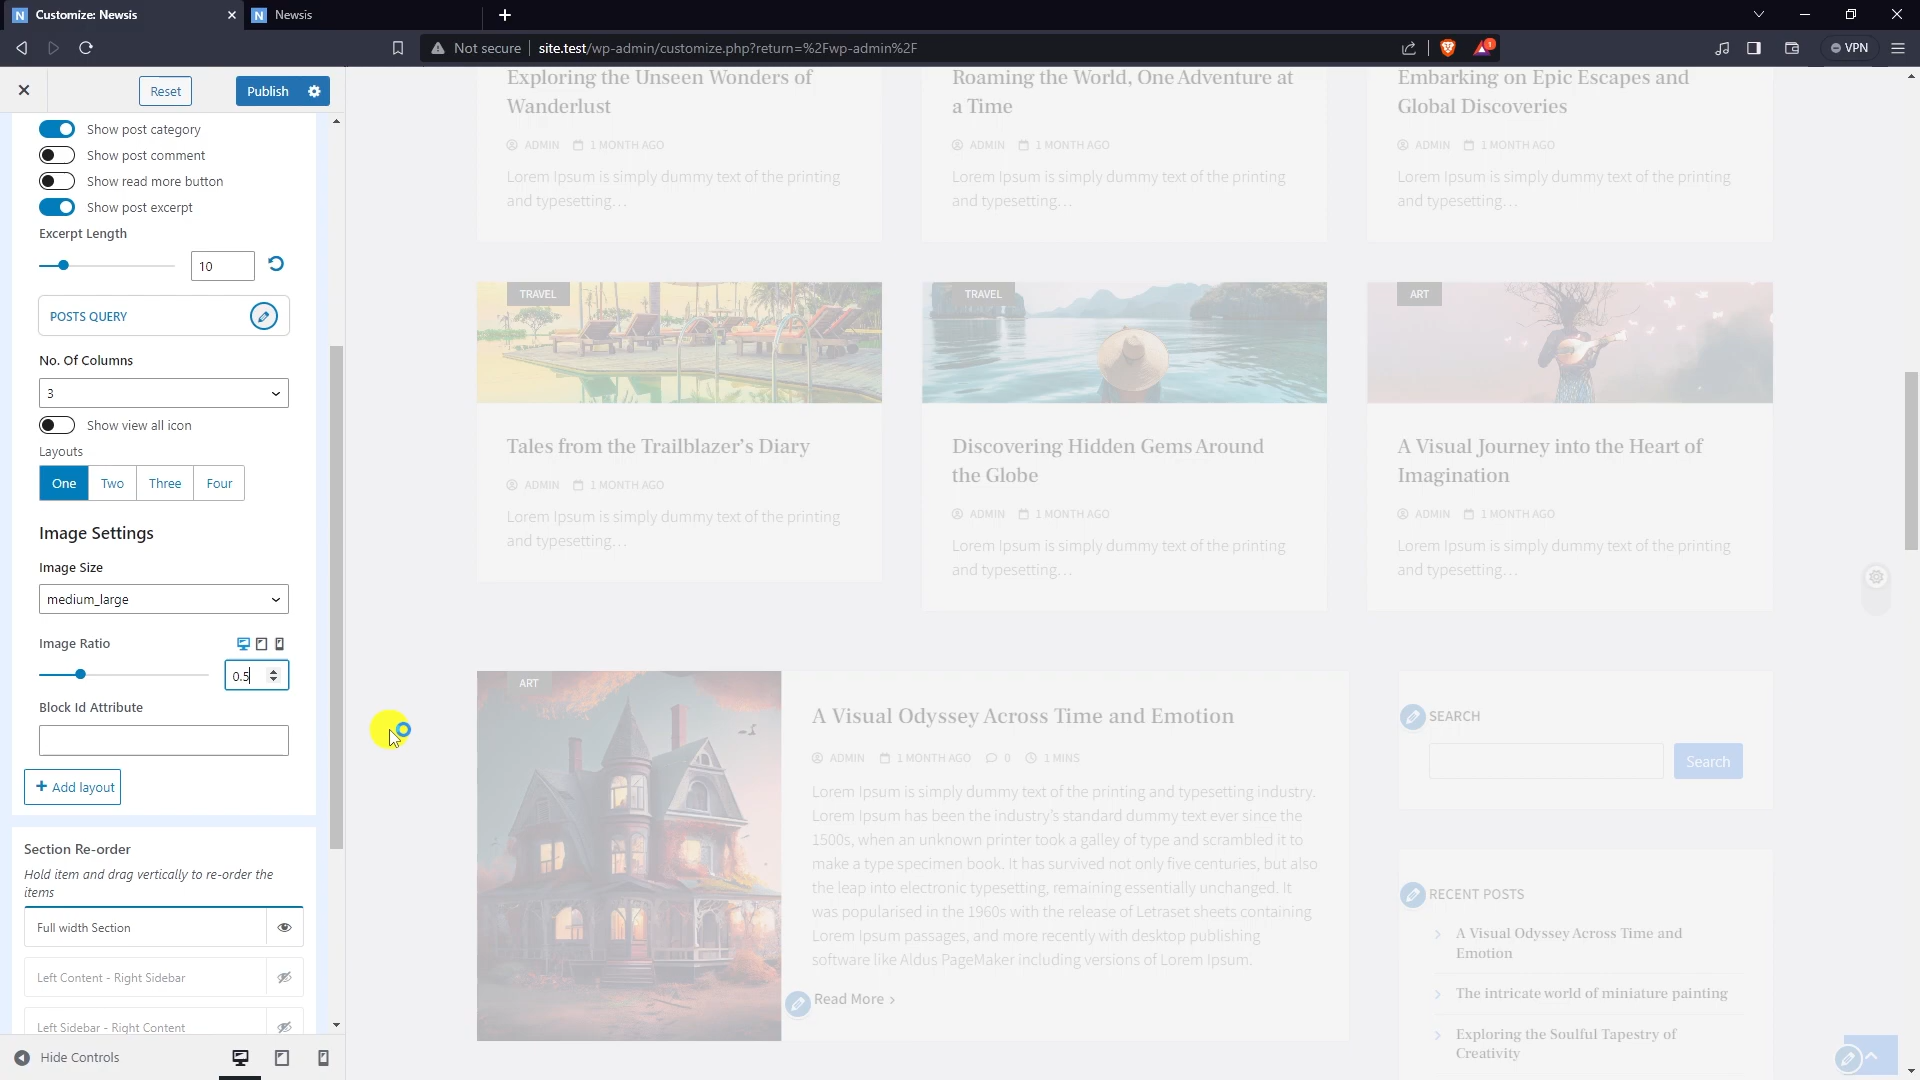 Customize: Newsis
Newsis
Not secure
site.test/wp-admin/customize.php?return=%2Fwp-admin%2F
1
VPN
Reset
Publish
Show post category
Show post comment
Show read more button
Show post excerpt
Excerpt Length
10
POSTS QUERY
No. Of Columns
3
Show view all icon
Layouts
One
Two
Three
Four
Image Settings
Image Size
medium_large
Image Ratio
0.5
Block Id Attribute
+ Add layout
Section Re-order
Hold item and drag vertically to re-order the
items
Full width Section
Left Content - Right Sidebar
Left Sidebar - Right Content
Hide Controls
Exploring the Unseen Wonders of
Wanderlust
ADMIN 1 MONTH AGO
Lorem Ipsum is simply dummy text of the printing
and typesetting…
Roaming the World, One Adventure at
a Time
ADMIN 1 MONTH AGO
Lorem Ipsum is simply dummy text of the printing
and typesetting…
Embarking on Epic Escapes and
Global Discoveries
ADMIN 1 MONTH AGO
Lorem Ipsum is simply dummy text of the printing
and typesetting…
TRAVEL
Tales from the Trailblazer’s Diary
ADMIN 1 MONTH AGO
Lorem Ipsum is simply dummy text of the printing
and typesetting…
TRAVEL
Discovering Hidden Gems Around
the Globe
ADMIN 1 MONTH AGO
Lorem Ipsum is simply dummy text of the printing
and typesetting…
ART
A Visual Journey into the Heart of
Imagination
ADMIN 1 MONTH AGO
Lorem Ipsum is simply dummy text of the printing
and typesetting…
ART
A Visual Odyssey Across Time and Emotion
ADMIN 1 MONTH AGO 0 1 MINS
Lorem Ipsum is simply dummy text of the printing and typesetting industry.
Lorem Ipsum has been the industry’s standard dummy text ever since the
1500s, when an unknown printer took a galley of type and scrambled it to
make a type specimen book. It has survived not only five centuries, but also
the leap into electronic typesetting, remaining essentially unchanged. It
was popularised in the 1960s with the release of Letraset sheets containing
Lorem Ipsum passages, and more recently with desktop publishing
software like Aldus PageMaker including versions of Lorem Ipsum.
Read More ›
SEARCH
Search
RECENT POSTS
A Visual Odyssey Across Time and
Emotion
The intricate world of miniature painting
Exploring the Soulful Tapestry of
Creativity